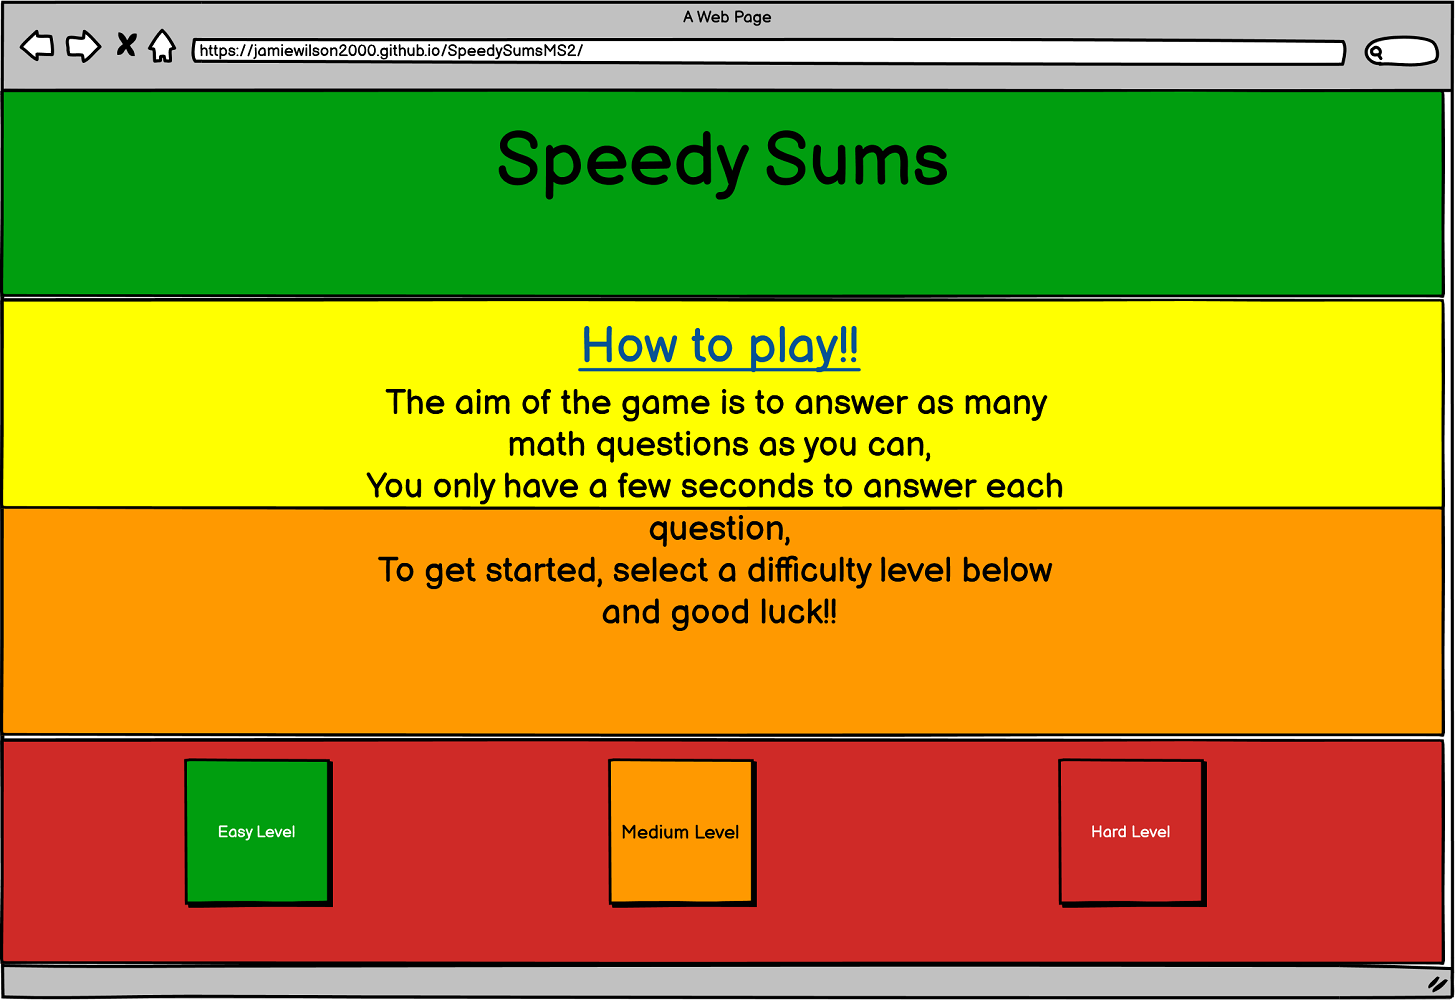 A Web Page
https://jamiewilson2000.github.io/SpeedySumsMS2/
Speedy Sums
How to play!!
The aim of the game is to answer as many
math questions as you can,
You only have a few seconds to answer each
question,
To get started, select a difficulty level below
and good luck!!
Easy Level
Medium Level
Hard Level